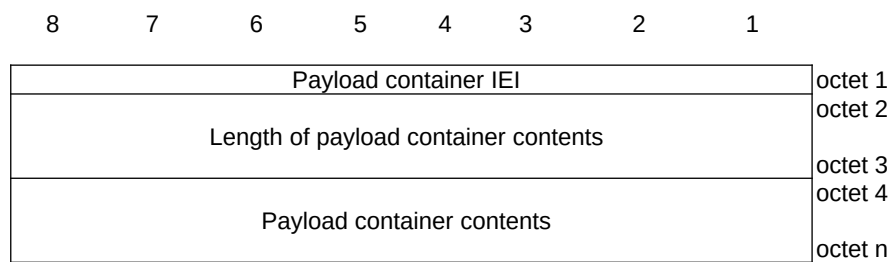 8 7 6 5 4 3 2 1
Payload container IEI octet 1
octet 2
Length of payload container contents
octet 3
octet 4
Payload container contents
octet n